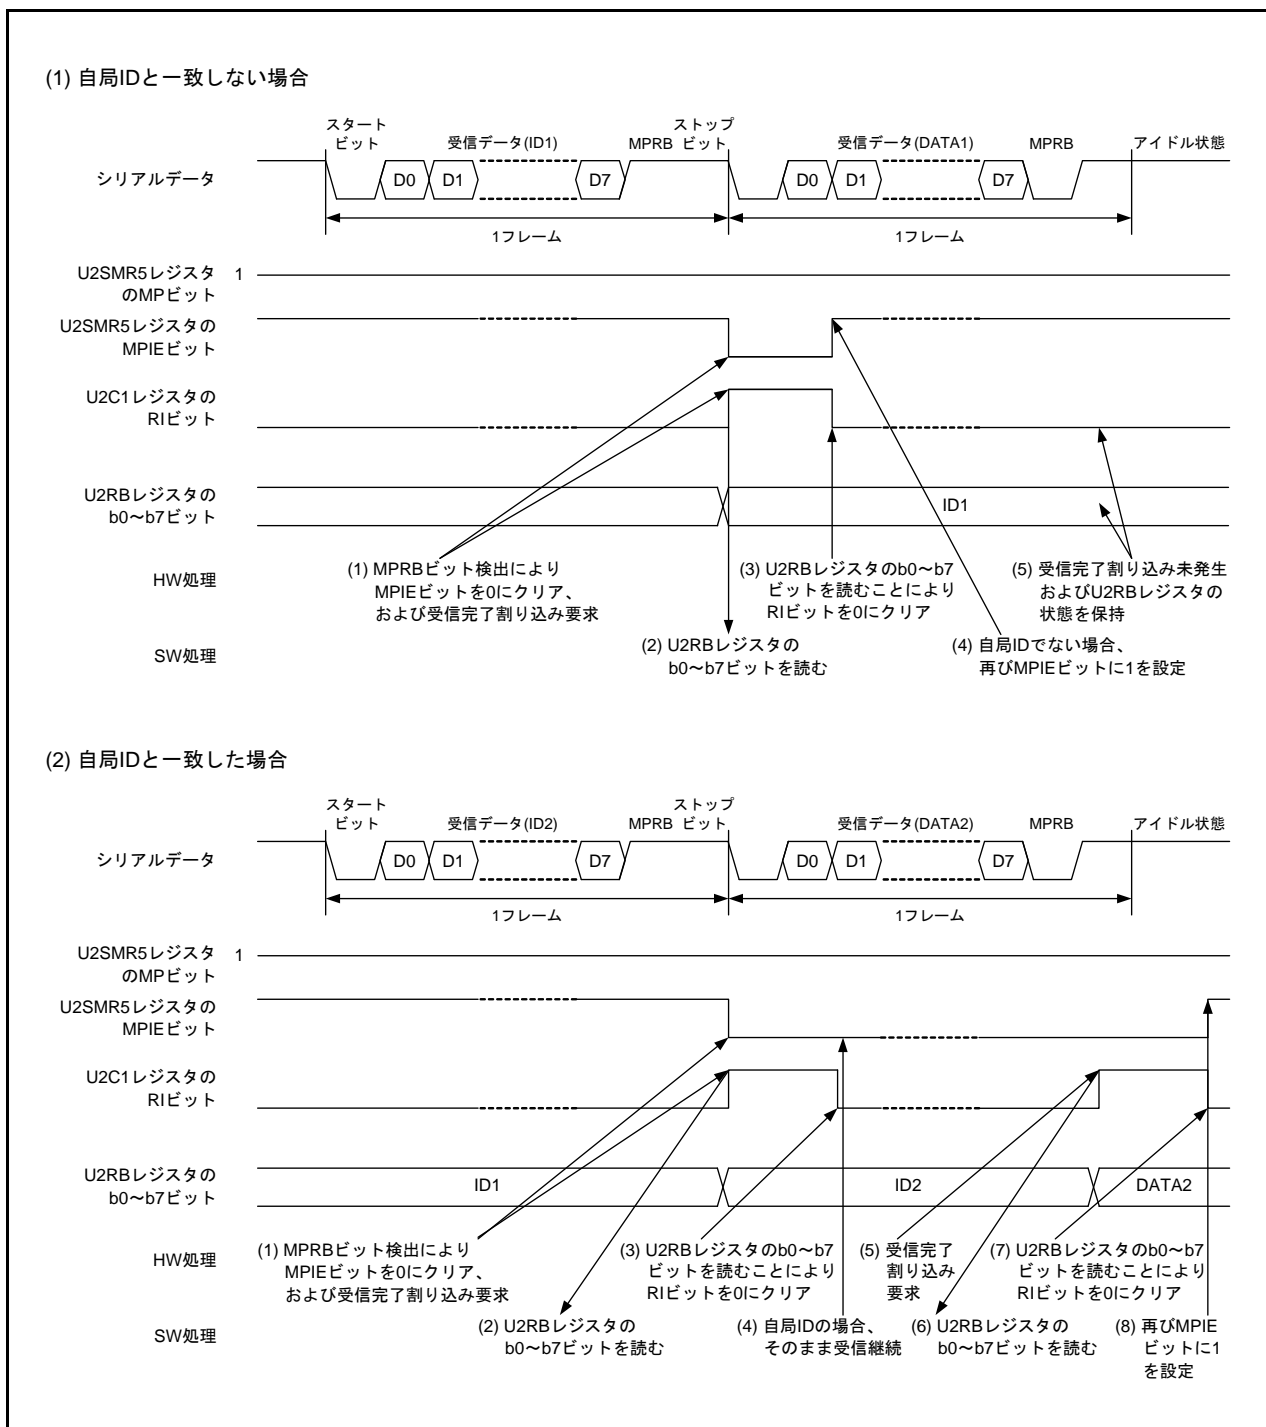 (1) 自局IDと一致しない場合
スタート
ビット
受信データ(ID1)
MPRB
ストップ
ビット
受信データ(DATA1)
MPRB
アイドル状態
シリアルデータ
D0
D1
D7
D0
D1
D7
1フレーム
1フレーム
U2SMR5レジスタ
のMPビット
1
U2SMR5レジスタの
MPIEビット
U2C1レジスタの
RIビット
U2RBレジスタの
b0～b7ビット
ID1
HW処理
(1) MPRBビット検出により
MPIEビットを0にクリア、
および受信完了割り込み要求
(3) U2RBレジスタのb0～b7
ビットを読むことにより
RIビットを0にクリア
(5) 受信完了割り込み未発生
およびU2RBレジスタの
状態を保持
SW処理
(2) U2RBレジスタの
b0～b7ビットを読む
(4) 自局IDでない場合、
再びMPIEビットに1を設定
(2) 自局IDと一致した場合
スタート
ビット
受信データ(ID2)
MPRB
ストップ
ビット
受信データ(DATA2)
MPRB
アイドル状態
シリアルデータ
D0
D1
D7
D0
D1
D7
1フレーム
1フレーム
U2SMR5レジスタ
のMPビット
1
U2SMR5レジスタの
MPIEビット
U2C1レジスタの
RIビット
U2RBレジスタの
b0～b7ビット
ID1
ID2
DATA2
HW処理
(1) MPRBビット検出により
MPIEビットを0にクリア、
および受信完了割り込み要求
(3) U2RBレジスタのb0～b7
ビットを読むことにより
RIビットを0にクリア
(5) 受信完了
割り込み
要求
(7) U2RBレジスタのb0～b7
ビットを読むことにより
RIビットを0にクリア
SW処理
(2) U2RBレジスタの
b0～b7ビットを読む
(4) 自局IDの場合、
そのまま受信継続
(6) U2RBレジスタの
b0～b7ビットを読む
(8) 再びMPIE
ビットに1
を設定